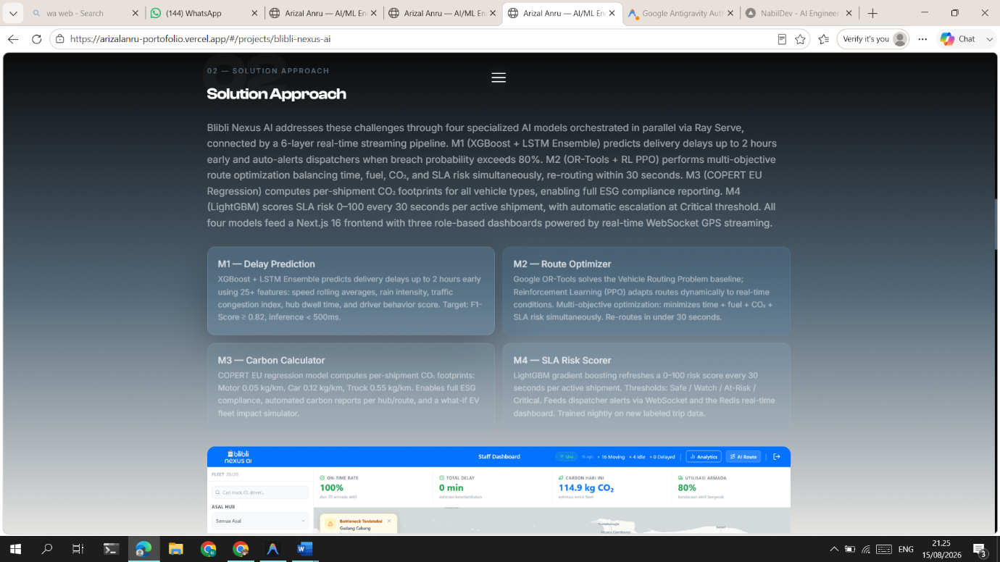 wa web - Search
(144) WhatsApp
Arizal Anru — AI/ML En
Arizal Anru — AI/ML En
Arizal Anru — AI/ML En
Google Antigravity Aut
NabilDev - AI Engineer
https://arizalanru-portofolio.vercel.app/#/projects/blibli-nexus-ai
Verify it's you
Chat
02 — SOLUTION APPROACH
Solution Approach
Blibli Nexus AI addresses these challenges through four specialized AI models orchestrated in parallel via Ray Serve,
connected by a 6-layer real-time streaming pipeline. M1 (XGBoost + LSTM Ensemble) predicts delivery delays up to 2 hours
early and auto-alerts dispatchers when breach probability exceeds 80%. M2 (OR-Tools + RL PPO) performs multi-objective
route optimization balancing time, fuel, CO₂, and SLA risk simultaneously, re-routing within 30 seconds. M3 (COPERT EU
Regression) computes per-shipment CO₂ footprints for all vehicle types, enabling full ESG compliance reporting. M4
(LightGBM) scores SLA risk 0–100 every 30 seconds per active shipment, with automatic escalation at Critical threshold. All
four models feed a Next.js 16 frontend with three role-based dashboards powered by real-time WebSocket GPS streaming.
M1 — Delay Prediction
XGBoost + LSTM Ensemble predicts delivery delays up to 2 hours early
using 25+ features: speed rolling averages, rain intensity, traffic
congestion index, hub dwell time, and driver behavior score. Target: F1-
Score ≥ 0.82, inference < 500ms.
M2 — Route Optimizer
Google OR-Tools solves the Vehicle Routing Problem baseline;
Reinforcement Learning (PPO) adapts routes dynamically to real-time
conditions. Multi-objective optimization: minimizes time + fuel + CO₂ +
SLA risk simultaneously. Re-routes in under 30 seconds.
M3 — Carbon Calculator
COPERT EU regression model computes per-shipment CO₂ footprints:
Motor 0.05 kg/km, Car 0.12 kg/km, Truck 0.55 kg/km. Enables full ESG
compliance, automated carbon reports per hub/route, and a what-if EV
fleet impact simulator.
M4 — SLA Risk Scorer
LightGBM gradient boosting refreshes a 0–100 risk score every 30
seconds per active shipment. Thresholds: Safe / Watch / At-Risk /
Critical. Feeds dispatcher alerts via WebSocket and the Redis real-time
dashboard. Trained nightly on new labeled trip data.
blibli
nexus ai
Staff Dashboard
16 Moving
4 Idle
0 Delayed
Analytics
AI Route
FLEET 20/20
Cari truck ID, driver...
ASAL HUB
Semua Asal
ON-TIME RATE
100%
dari 20 armada aktif
TOTAL DELAY
0 min
estimasi keterlambatan
CARBON HARI INI
114.9 kg CO₂
estimasi emisi fleet
UTILISASI ARMADA
80%
kendaraan aktif bergerak
Bottleneck Terdeteksi
Gudang Cakung
ENG
21.25
15/08/2026
3